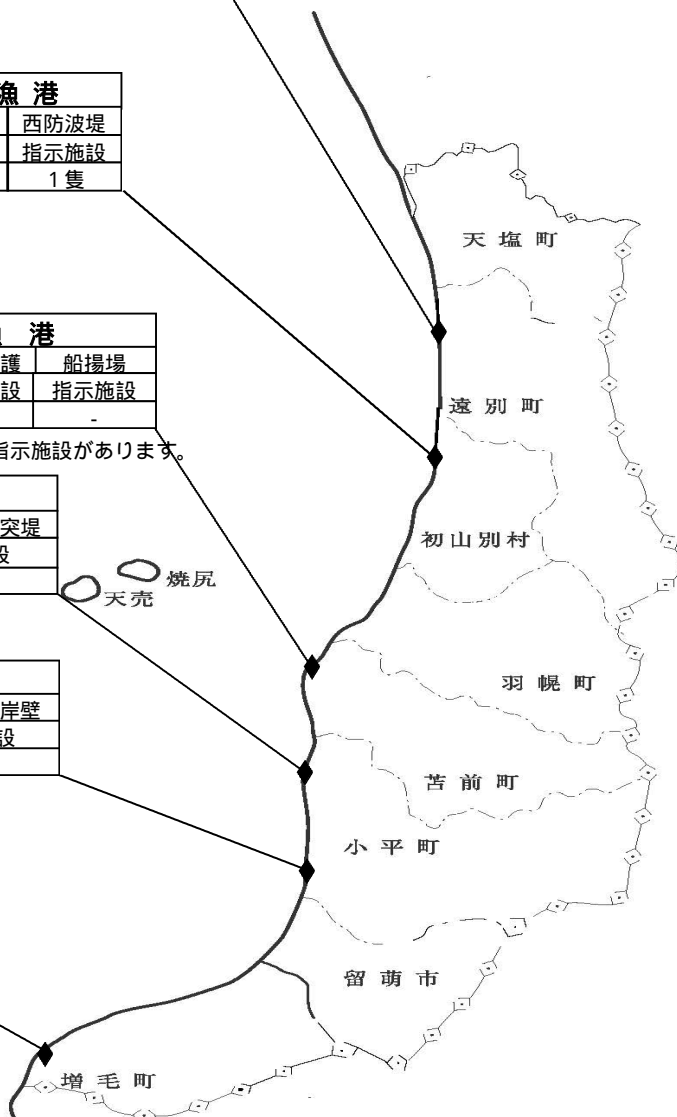 漁 港
西防波堤
指示施設
1 隻
天 塩 町
港
護 船揚場
設 指示施設
-
指示施設があります。
遠 別 町
突堤
設
初 山 別 村
焼尻
天売
羽 幌 町
岸壁
設
苫 前 町
小 平 町
留 萌 市
増 毛 町